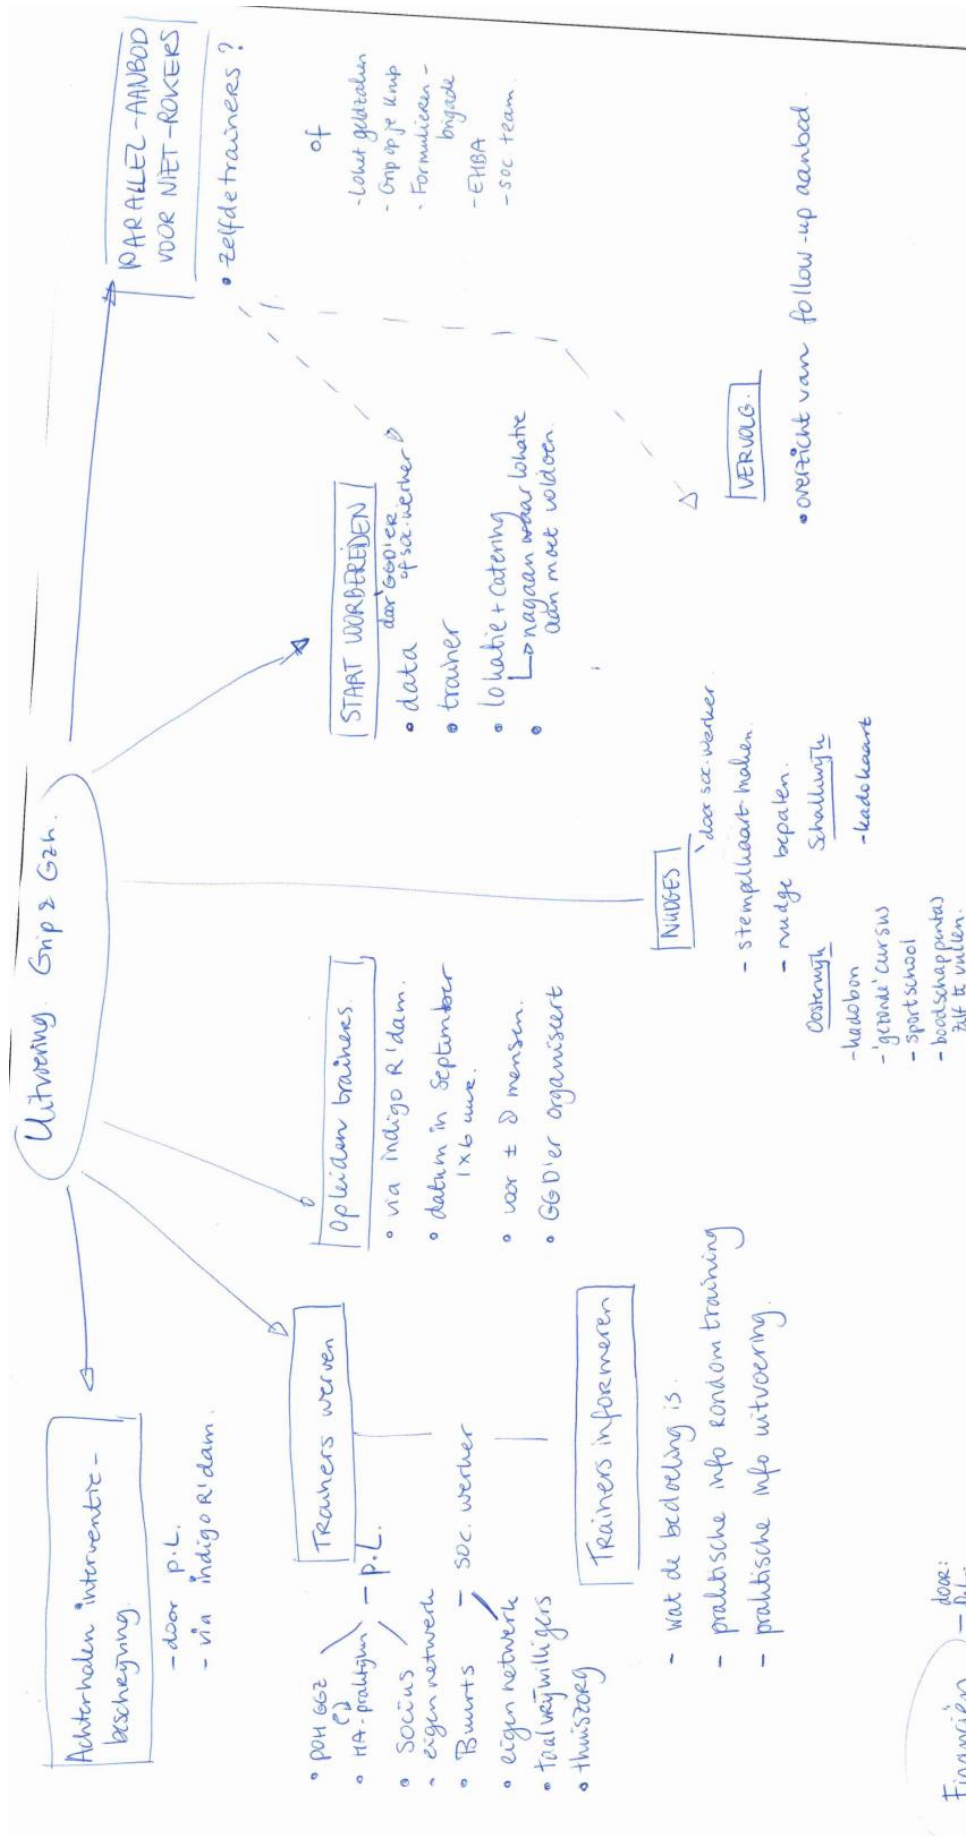 Uitvoering Grip & Gzh.
Achterhalen interventie-
beschrijving
- door p.L.
- via indigo R'dam.
Trainers werven
• POH GGZ
• HA-praktijken
- p.L.
• Socius
- eigen netwerk
• Buurts
- soc. werker
• eigen netwerk
• taalvrijwilligers
• thuiszorg
Trainers informeren
- wat de bedoeling is.
- praktische info rondom training
- praktische info uitvoering.
Opleiden trainers.
• via indigo R'dam.
• datum in september
1x6 uur.
• voor ± 8 mensen.
• GGD'er organiseert
NUDGES
door soc. werker.
- stempelkaart maken.
- nudge bepalen.
Oosterwijk
- kadobon
- 'gezonde' cursus
- sportschool
- boodschappentas
zelf te vullen.
Schalkwijk
- kadokaart
START VOORBEREIDEN
door GGD'ER
of soc. werker
• data
• trainer
• lokatie + catering
nagaan waar lokatie
aan moet voldoen.
PARALLEL-AANBOD
VOOR NIET-ROKERS
• zelfde trainers?
of
- Loket geldzaken
- Grip op je knip
- Formulieren-
brigade
- EHBA
- soc. team.
VERVOLG.
• overzicht van follow-up aanbod.
Financiën
door: